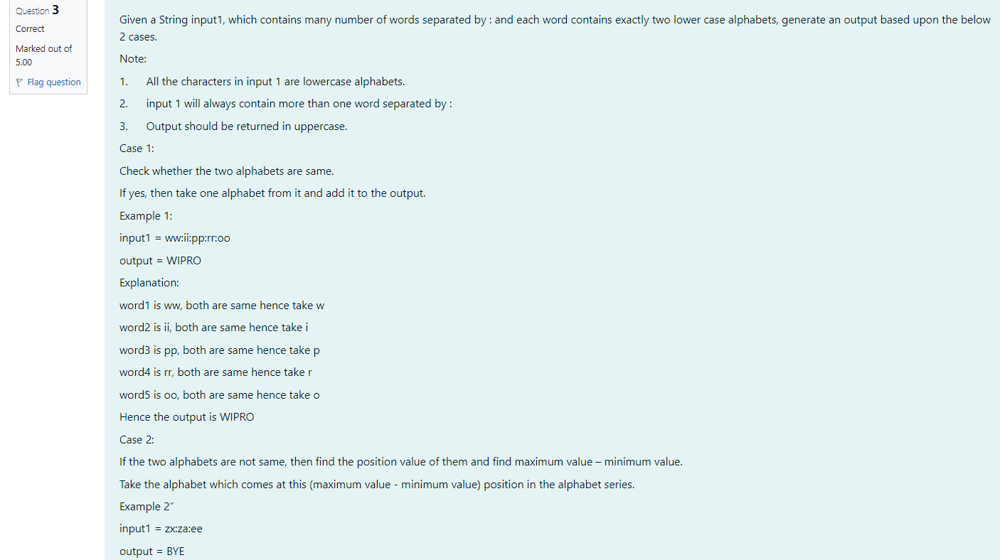 Question 3
Correct
Marked out of
5.00
Flag question
Given a String input1, which contains many number of words separated by : and each word contains exactly two lower case alphabets, generate an output based upon the below
2 cases.
Note:
1. All the characters in input 1 are lowercase alphabets.
2. input 1 will always contain more than one word separated by :
3. Output should be returned in uppercase.
Case 1:
Check whether the two alphabets are same.
If yes, then take one alphabet from it and add it to the output.
Example 1:
input1 = ww:ii:pp:rr:oo
output = WIPRO
Explanation:
word1 is ww, both are same hence take w
word2 is ii, both are same hence take i
word3 is pp, both are same hence take p
word4 is rr, both are same hence take r
word5 is oo, both are same hence take o
Hence the output is WIPRO
Case 2:
If the two alphabets are not same, then find the position value of them and find maximum value – minimum value.
Take the alphabet which comes at this (maximum value - minimum value) position in the alphabet series.
Example 2”
input1 = zx:za:ee
output = BYE